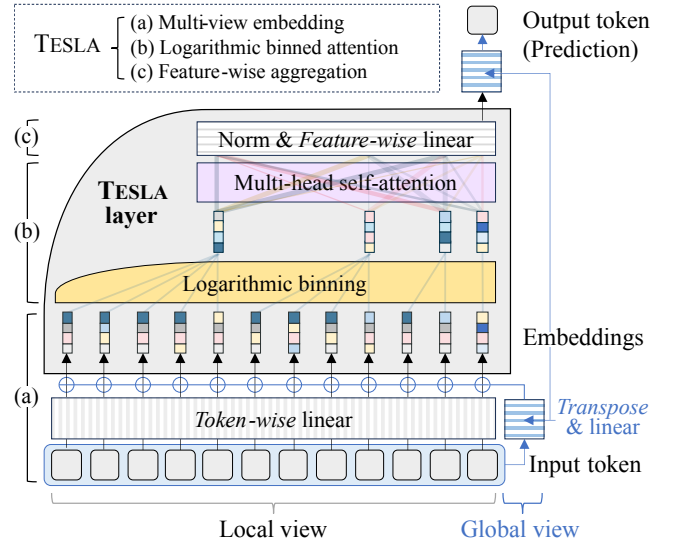 TESLA
(a) Multi-view embedding
(b) Logarithmic binned attention
(c) Feature-wise aggregation
Output token
(Prediction)
(c)
Norm & Feature-wise linear
TESLA
layer
Multi-head self-attention
(b)
Logarithmic binning
Embeddings
(a)
Token-wise linear
Transpose
& linear
Input token
Local view
Global view